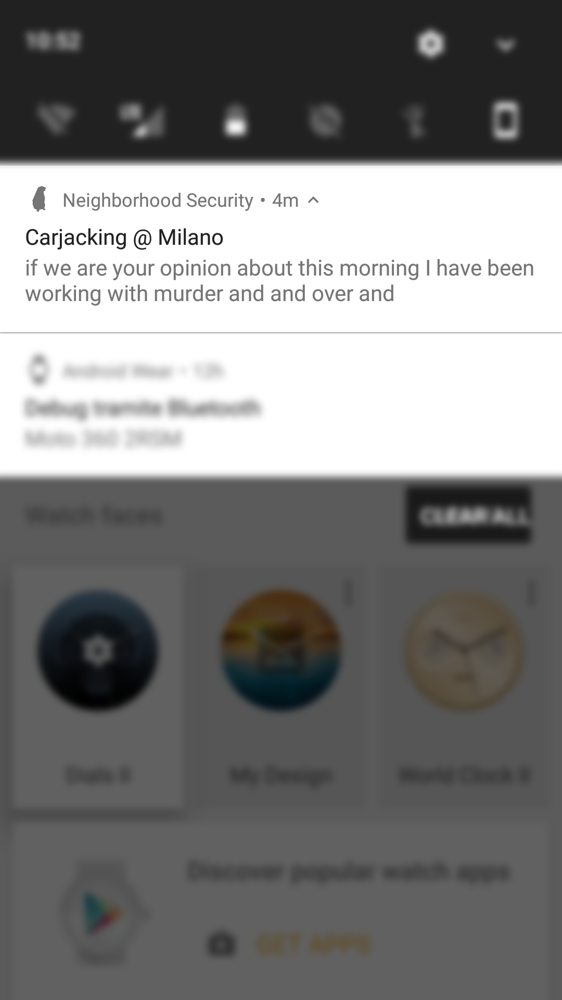 10:52
Neighborhood Security • 4m
Carjacking @ Milano
if we are your opinion about this morning I have been
working with murder and and over and
Android Wear • 12h
Debug tramite Bluetooth
Moto 360 2RSM
Watch faces
CLEAR ALL
Dials II
My Design
World Clock II
Discover popular watch apps
GET APPS